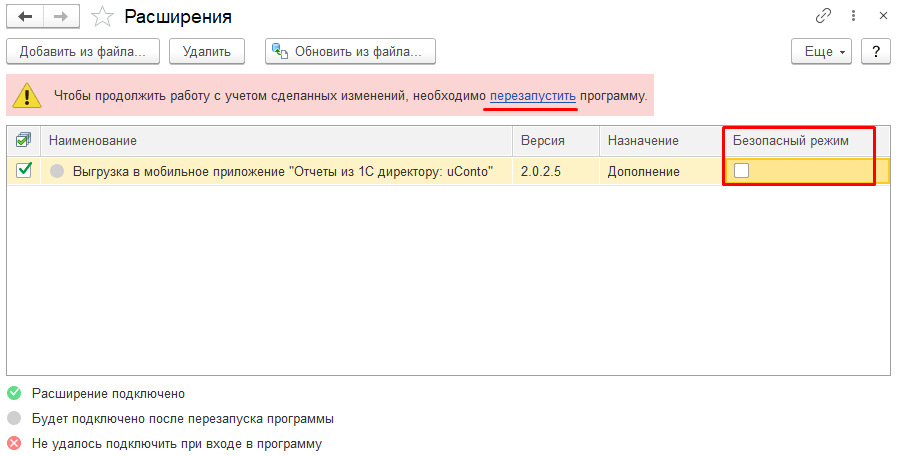 Расширения
Добавить из файла... Удалить Обновить из файла... Еще ?
Чтобы продолжить работу с учетом сделанных изменений, необходимо перезапустить программу.
Наименование Версия Назначение Безопасный режим
Выгрузка в мобильное приложение "Отчеты из 1С директору: uConto" 2.0.2.5 Дополнение
Расширение подключено
Будет подключено после перезапуска программы
Не удалось подключить при входе в программу